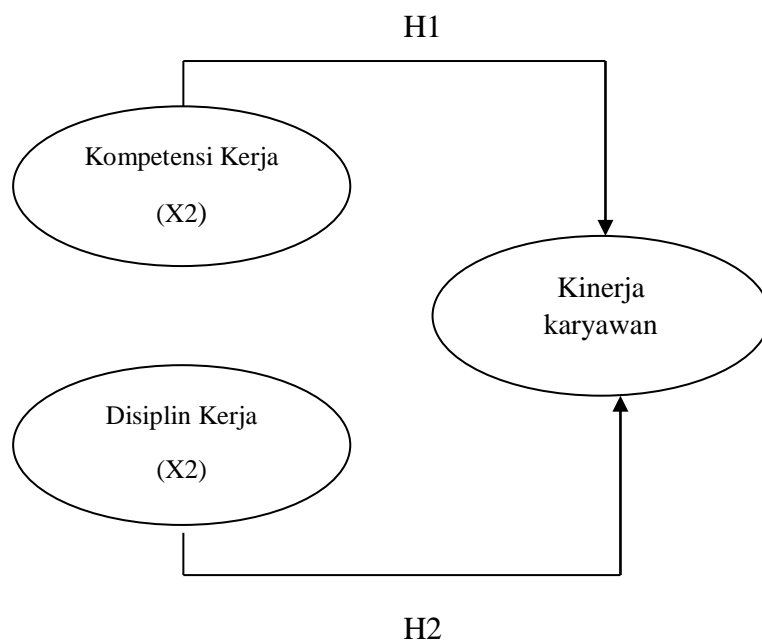 H1
Kompetensi Kerja
(X2)
Kinerja
karyawan
Disiplin Kerja
(X2)
H2